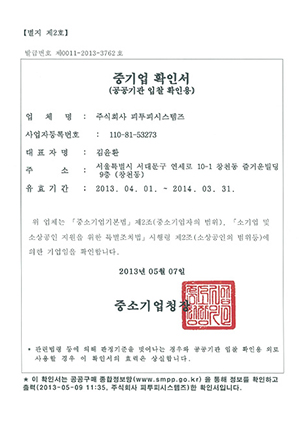 【별지 제2호】
발급번호 제0011-2013-3762호
중기업 확인서
(공공기관 입찰 확인용)
업 체 명 : 주식회사 피투피시스템즈
사업자등록번호 : 110-81-53273
대표자명 : 김윤환
주 소 : 서울특별시 서대문구 연세로 10-1 창천동 즐거운빌딩
9층 (창천동)
유효기간 : 2013. 04. 01. ~ 2014. 03. 31.
위 업체는 「중소기업기본법」제2조(중소기업자의 범위), 「소기업 및
소상공인 지원을 위한 특별조치법」시행령 제2조(소상공인의 범위등)에
의한 기업임을 확인합니다.
2013년 05월 07일
중소기업청장
* 관련법령 등에 의해 판정기준을 벗어나는 경우와 공공기관 입찰 확인용 외로
사용할 경우 이 확인서의 효력은 상실합니다.
★ 이 확인서는 공공구매 종합정보망(www.smpp.go.kr) 을 통해 정보를 확인하고
출력(2013-05-09 11:35, 주식회사 피투피시스템즈)한 확인서입니다.